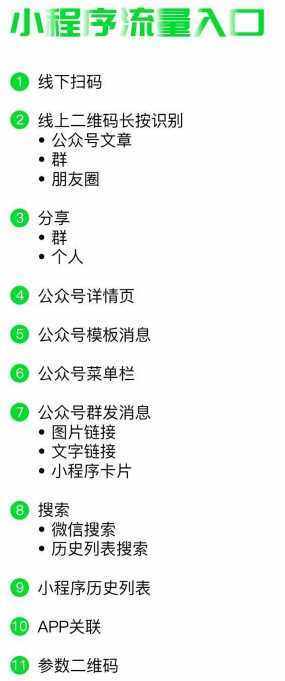 小程序流量入口
1 线下扫码
2 线上二维码长按识别
• 公众号文章
• 群
• 朋友圈
3 分享
• 群
• 个人
4 公众号详情页
5 公众号模板消息
6 公众号菜单栏
7 公众号群发消息
• 图片链接
• 文字链接
• 小程序卡片
8 搜索
• 微信搜索
• 历史列表搜索
9 小程序历史列表
10 APP关联
11 参数二维码